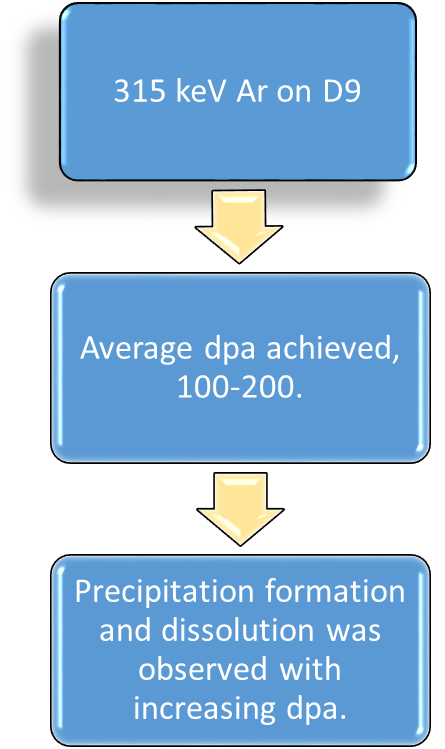 315 keV Ar on D9
Average dpa achieved,
100-200.
Precipitation formation
and dissolution was
observed with
increasing dpa.